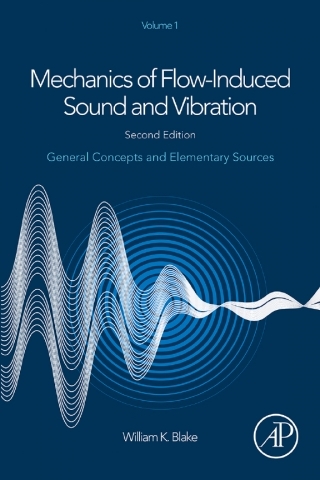 Volume 1
Mechanics of Flow-Induced
Sound and Vibration
Second Edition
General Concepts and Elementary Sources
William K. Blake
AP